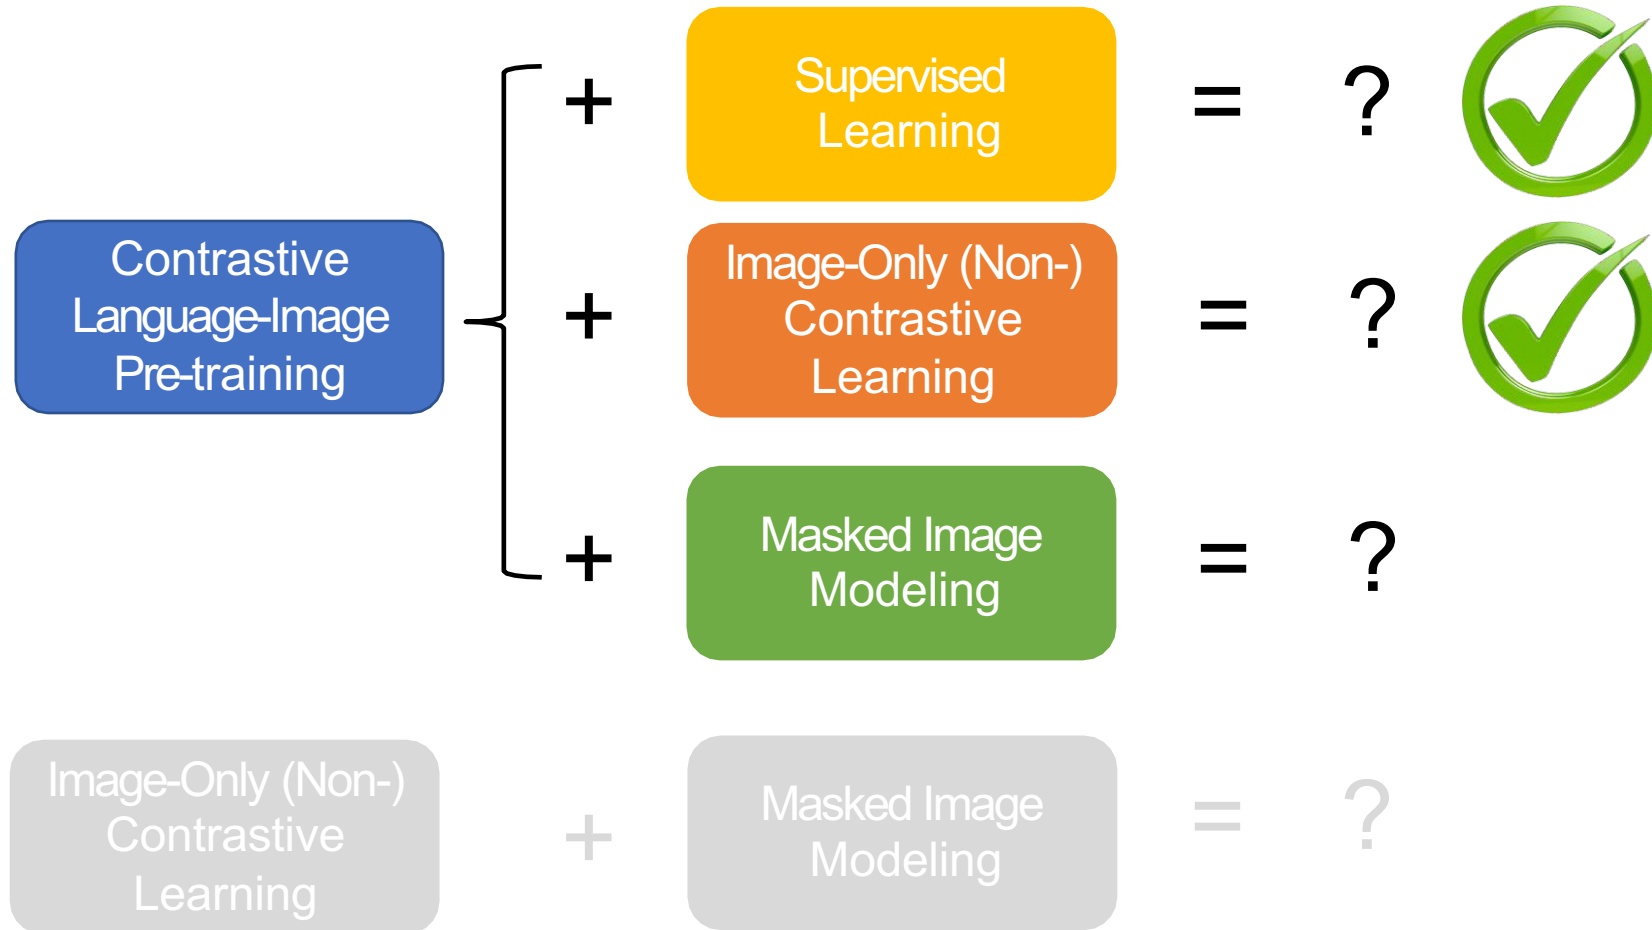 + Supervised Learning = ?
Contrastive
Language-Image
Pre-training
+ Image-Only (Non-)
Contrastive
Learning
= ?
+ Masked Image
Modeling
= ?
Image-Only (Non-)
Contrastive
Learning
+ Masked Image
Modeling
= ?